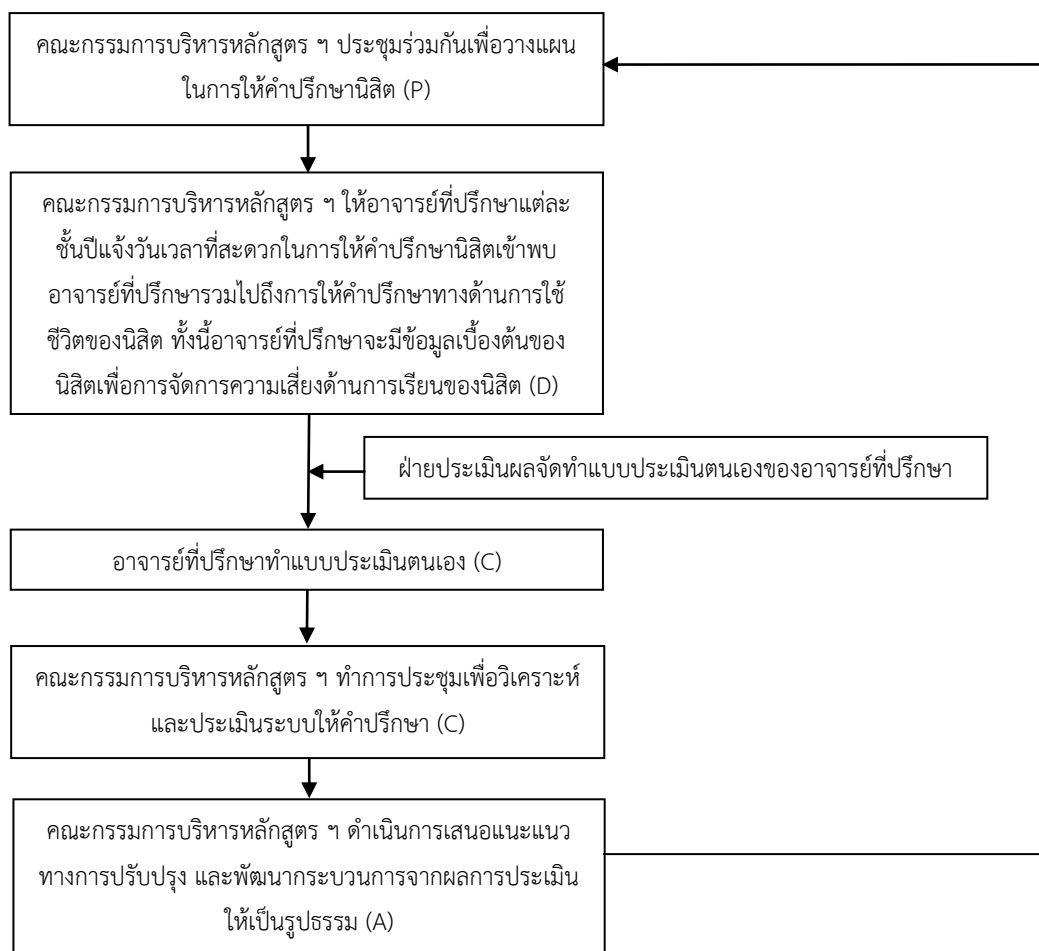 คณะกรรมการบริหารหลักสูตร ฯ ประชุมร่วมกันเพื่อวางแผน
ในการให้คำปรึกษานิสิต (P)
คณะกรรมการบริหารหลักสูตร ฯ ให้อาจารย์ที่ปรึกษาแต่ละ
ชั้นปีแจ้งวันเวลาที่สะดวกในการให้คำปรึกษานิสิตเข้าพบ
อาจารย์ที่ปรึกษารวมไปถึงการให้คำปรึกษาทางด้านการใช้
ชีวิตของนิสิต ทั้งนี้อาจารย์ที่ปรึกษาจะมีข้อมูลเบื้องต้นของ
นิสิตเพื่อการจัดการความเสี่ยงด้านการเรียนของนิสิต (D)
ฝ่ายประเมินผลจัดทำแบบประเมินตนเองของอาจารย์ที่ปรึกษา
อาจารย์ที่ปรึกษาทำแบบประเมินตนเอง (C)
คณะกรรมการบริหารหลักสูตร ฯ ทำการประชุมเพื่อวิเคราะห์
และประเมินระบบให้คำปรึกษา (C)
คณะกรรมการบริหารหลักสูตร ฯ ดำเนินการเสนอแนะแนว
ทางการปรับปรุง และพัฒนากระบวนการจากผลการประเมิน
ให้เป็นรูปธรรม (A)